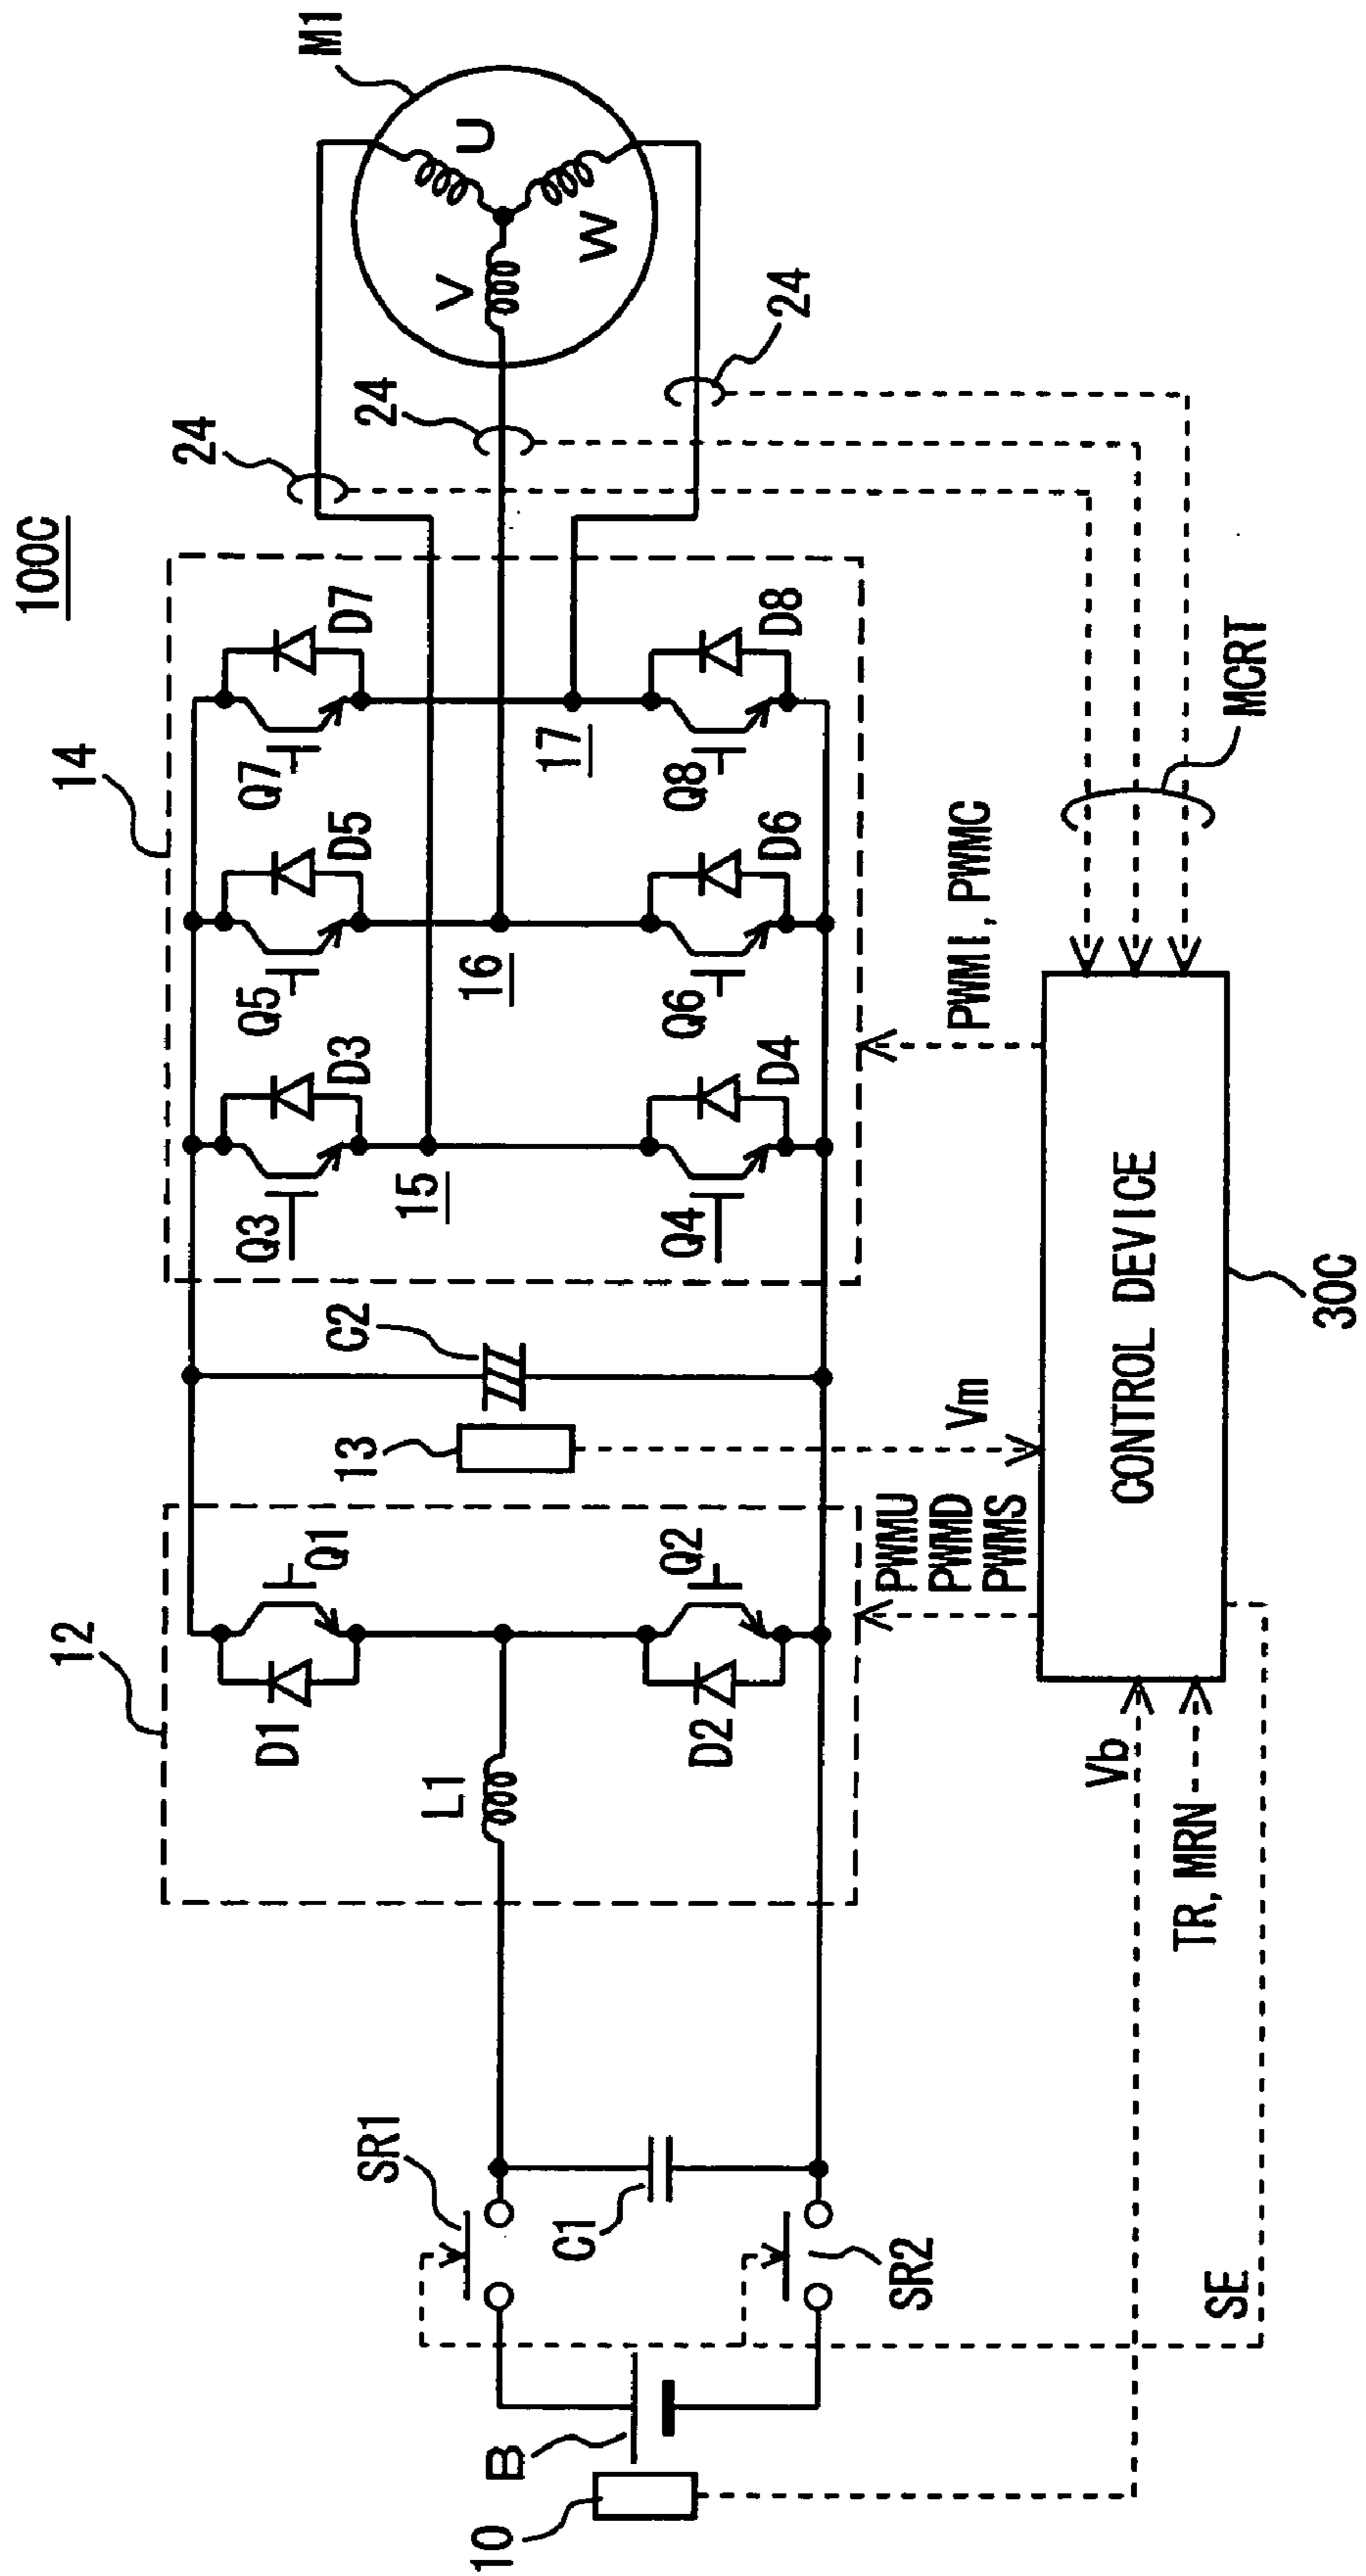 100C
14
24
24
24
M1
U
V
W
12
13
C2
Q1
D1
Q2
D2
L1
Q3
D3
Q5
D5
Q7
D7
15
16
17
Q4
D4
Q6
D6
Q8
D8
SR1
C1
SR2
B
10
Vb
TR, MRN
SE
PWMU
PWMD
PWMS
Vm
PWMI, PWMC
MCRT
CONTROL DEVICE
30C